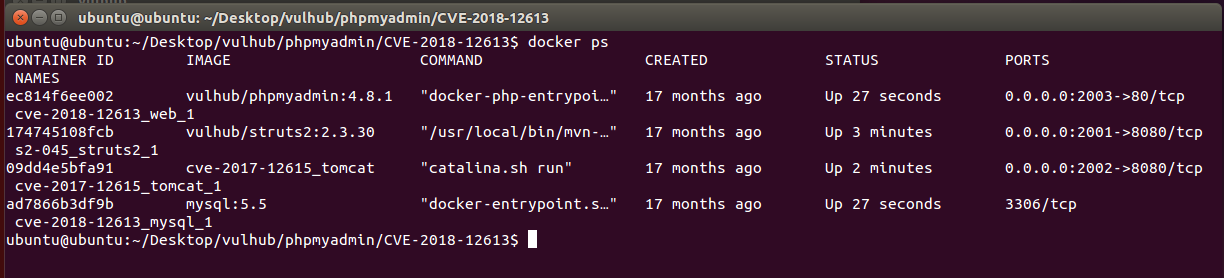 ubuntu@ubuntu: ~/Desktop/vulhub/phpmyadmin/CVE-2018-12613
ubuntu@ubuntu:~/Desktop/vulhub/phpmyadmin/CVE-2018-12613$ docker ps
CONTAINER ID        IMAGE                     COMMAND                  CREATED             STATUS              PORTS
 NAMES
ec814f6ee002        vulhub/phpmyadmin:4.8.1   "docker-php-entrypoi…"   17 months ago       Up 27 seconds       0.0.0.0:2003->80/tcp
 cve-2018-12613_web_1
174745108fcb        vulhub/struts2:2.3.30     "/usr/local/bin/mvn-…"   17 months ago       Up 3 minutes        0.0.0.0:2001->8080/tcp
 s2-045_struts2_1
09dd4e5bfa91        cve-2017-12615_tomcat     "catalina.sh run"        17 months ago       Up 2 minutes        0.0.0.0:2002->8080/tcp
 cve-2017-12615_tomcat_1
ad7866b3df9b        mysql:5.5                 "docker-entrypoint.s…"   17 months ago       Up 27 seconds       3306/tcp
 cve-2018-12613_mysql_1
ubuntu@ubuntu:~/Desktop/vulhub/phpmyadmin/CVE-2018-12613$